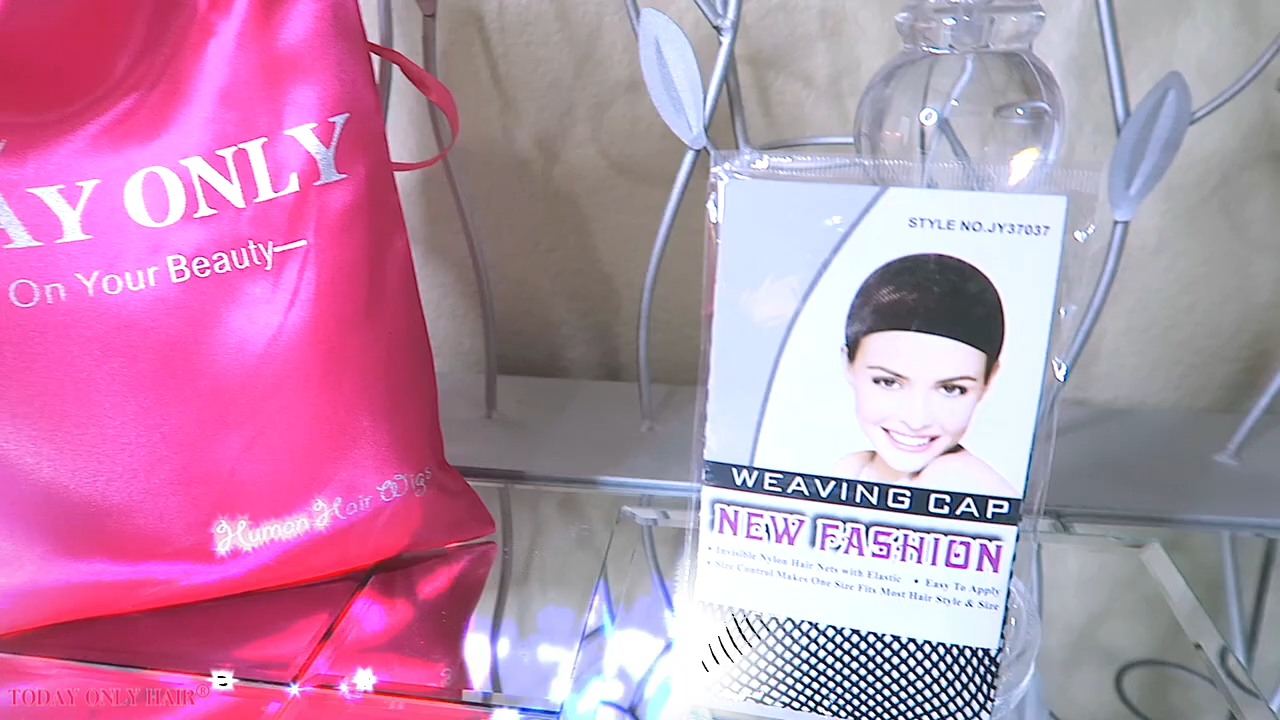 AY ONLY
On Your Beauty—
Human Hair Wigs
STYLE NO.JY37037
WEAVING CAP
NEW FASHION
• Invisible Nylon Hair Nets with Elastic • Easy To Apply
• Size Control Makes One Size Fits Most Hair Style & Size
TODAY ONLY HAIR®